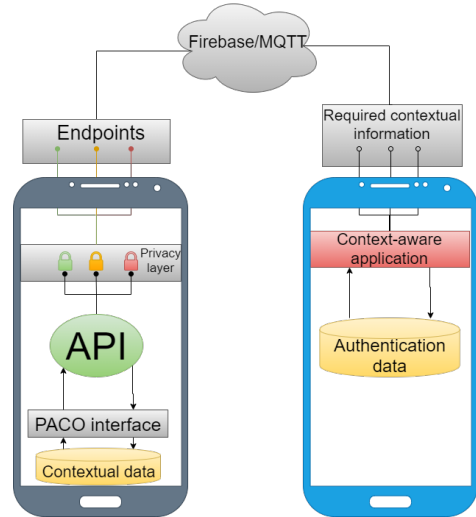 Firebase/MQTT
Endpoints
Required contextual
information
Privacy
layer
Context-aware
application
API
Authentication
data
PACO interface
Contextual data